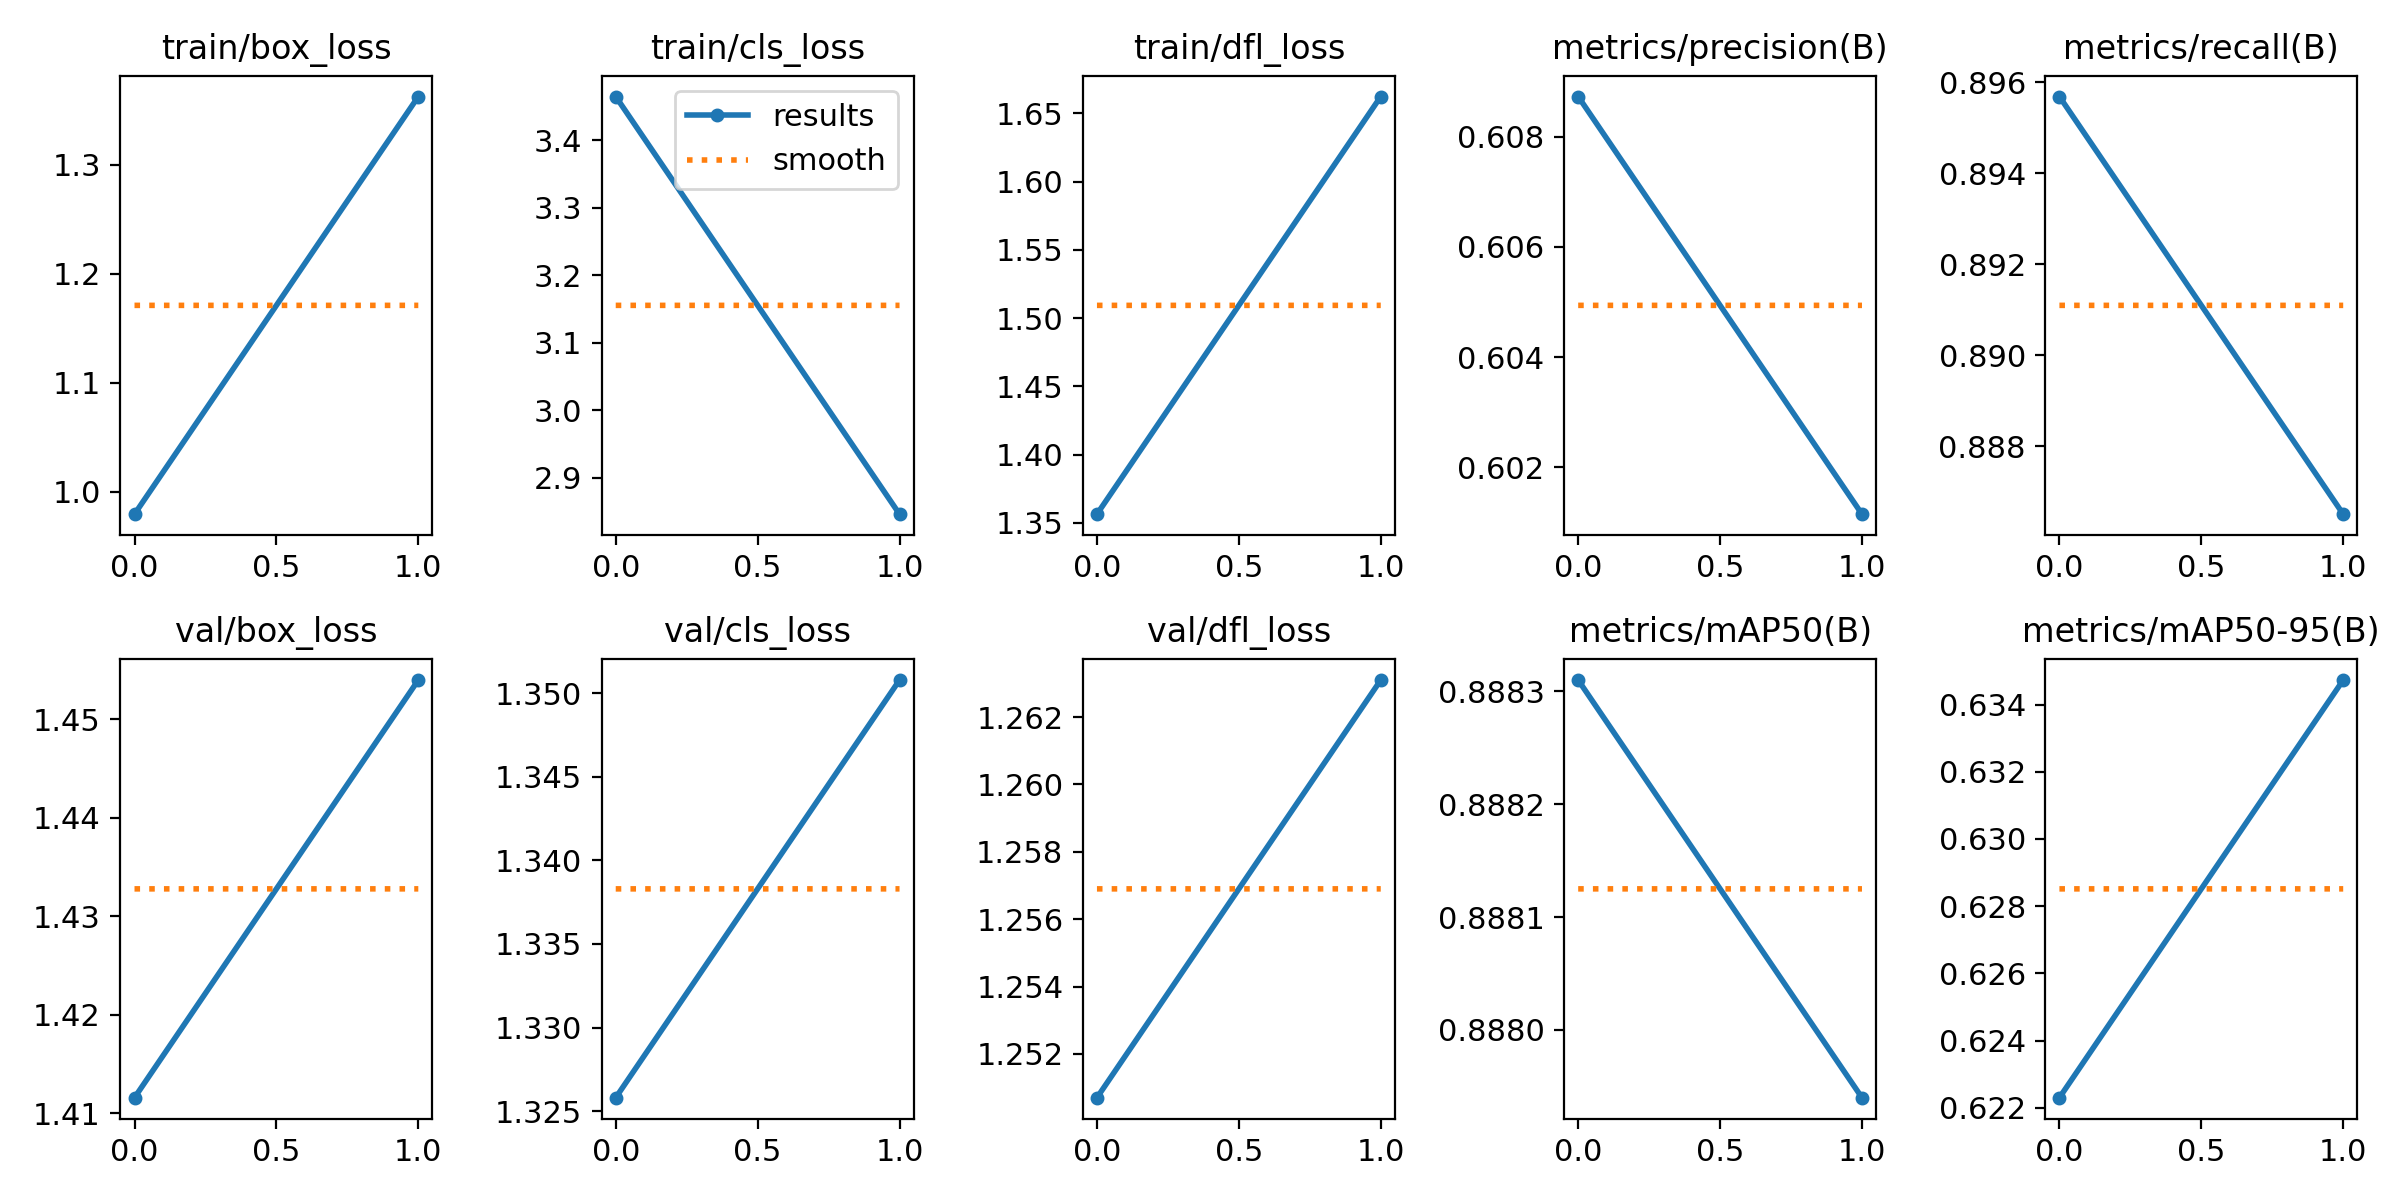 train/box_loss
1.3
1.2
1.1
1.0
0.0 0.5 1.0
train/cls_loss
results
smooth
3.4
3.3
3.2
3.1
3.0
2.9
0.0 0.5 1.0
train/dfl_loss
1.65
1.60
1.55
1.50
1.45
1.40
1.35
0.0 0.5 1.0
metrics/precision(B)
0.608
0.606
0.604
0.602
0.0 0.5 1.0
metrics/recall(B)
0.896
0.894
0.892
0.890
0.888
0.0 0.5 1.0
val/box_loss
1.45
1.44
1.43
1.42
1.41
0.0 0.5 1.0
val/cls_loss
1.350
1.345
1.340
1.335
1.330
1.325
0.0 0.5 1.0
val/dfl_loss
1.262
1.260
1.258
1.256
1.254
1.252
0.0 0.5 1.0
metrics/mAP50(B)
0.8883
0.8882
0.8881
0.8880
0.0 0.5 1.0
metrics/mAP50-95(B)
0.634
0.632
0.630
0.628
0.626
0.624
0.622
0.0 0.5 1.0